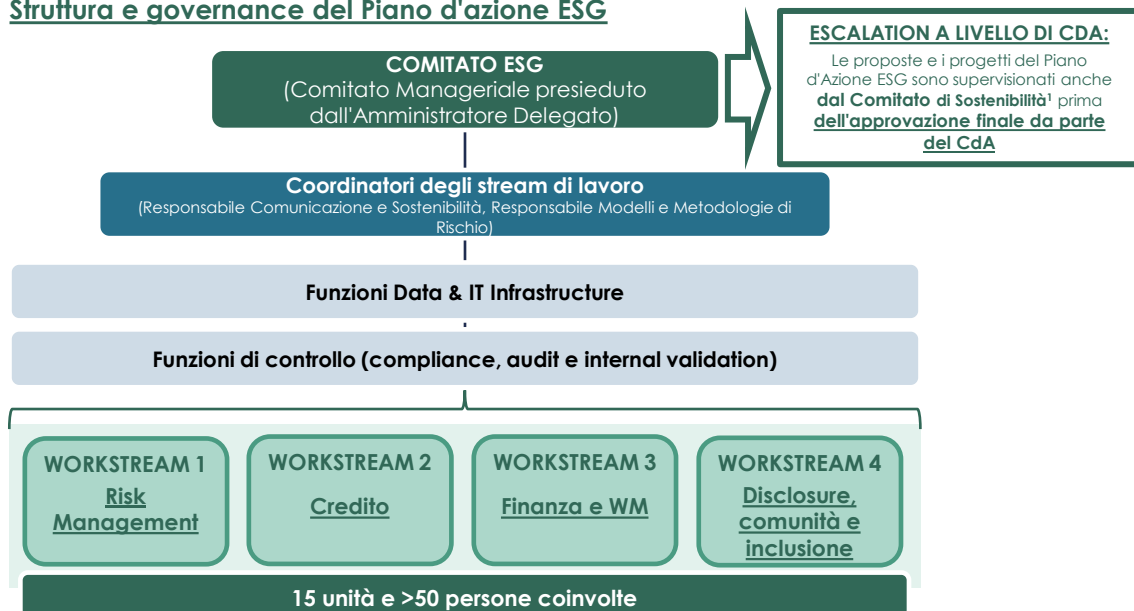 Struttura e governance del Piano d'azione ESG
COMITATO ESG
(Comitato Manageriale presieduto
dall'Amministratore Delegato)
ESCALATION A LIVELLO DI CDA:
Le proposte e i progetti del Piano
d'Azione ESG sono supervisionati anche
dal Comitato di Sostenibilità¹ prima
dell'approvazione finale da parte
del CdA
Coordinatori degli stream di lavoro
(Responsabile Comunicazione e Sostenibilità, Responsabile Modelli e Metodologie di
Rischio)
Funzioni Data & IT Infrastructure
Funzioni di controllo (compliance, audit e internal validation)
WORKSTREAM 1
Risk
Management
WORKSTREAM 2
Credito
WORKSTREAM 3
Finanza e WM
WORKSTREAM 4
Disclosure,
comunità e
inclusione
15 unità e >50 persone coinvolte